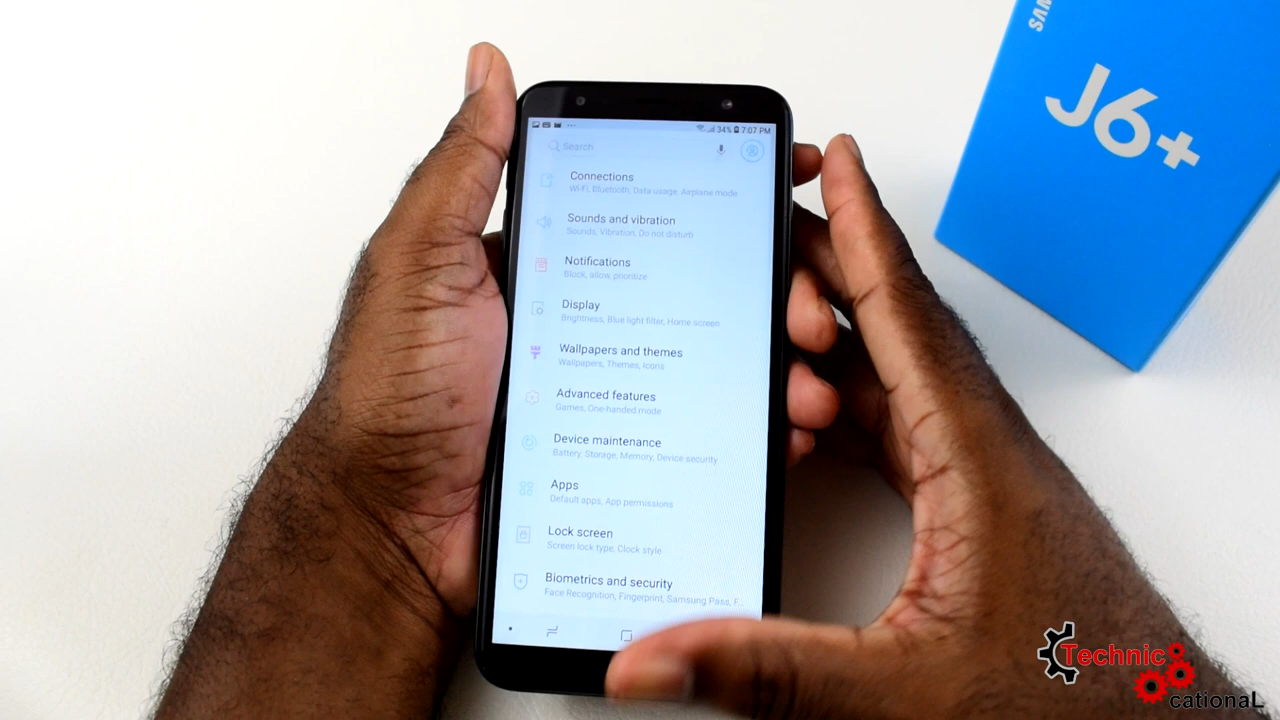 34% 7:07 PM
Search
Connections
Wi-Fi, Bluetooth, Data usage, Airplane mode
Sounds and vibration
Sounds, Vibration, Do not disturb
Notifications
Block, allow, prioritize
Display
Brightness, Blue light filter, Home screen
Wallpapers and themes
Wallpapers, Themes, Icons
Advanced features
Games, One-handed mode
Device maintenance
Battery, Storage, Memory, Device security
Apps
Default apps, App permissions
Lock screen
Screen lock type, Clock style
Biometrics and security
Face Recognition, Fingerprint, Samsung Pass, F...
J6+
Technic
cationaL